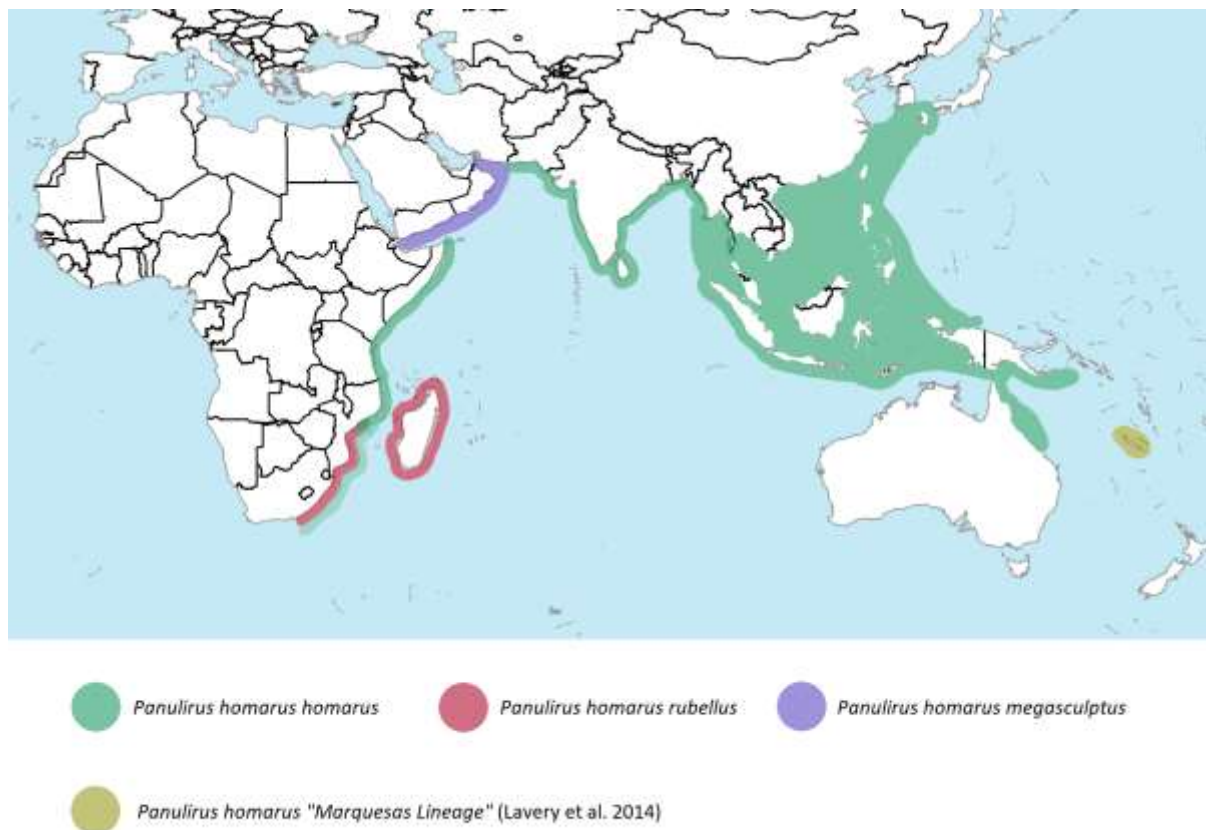 Panulirus homarus homarus
Panulirus homarus rubellus
Panulirus homarus megasculptus
Panulirus homarus "Marquesas Lineage" (Lavery et al. 2014)